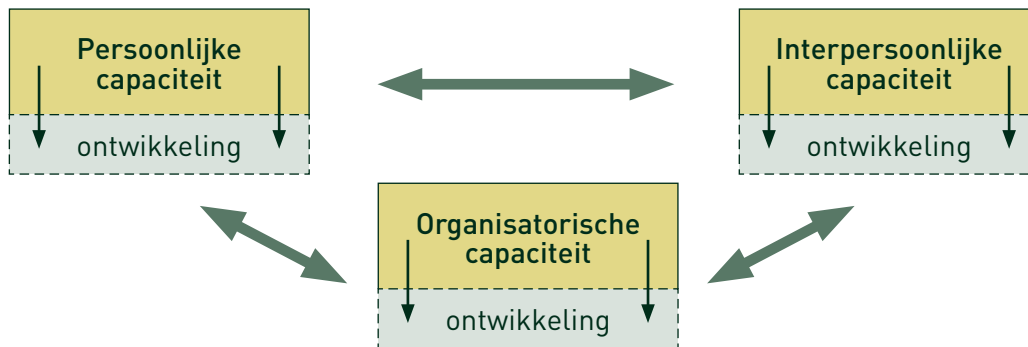 Persoonlijke
capaciteit
ontwikkeling
Interpersoonlijke
capaciteit
ontwikkeling
Organisatorische
capaciteit
ontwikkeling